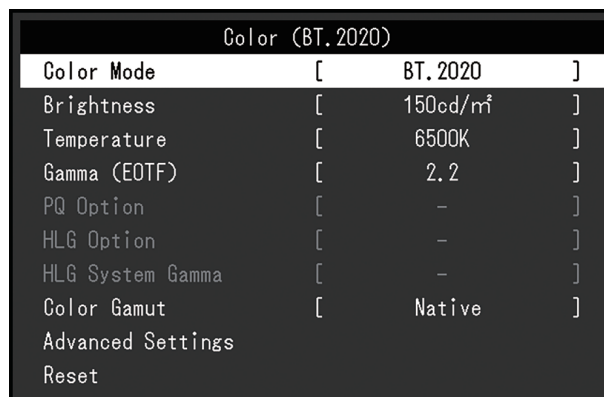 Color (BT.2020)
Color Mode [ BT.2020 ]
Brightness [ 150cd/㎡ ]
Temperature [ 6500K ]
Gamma (EOTF) [ 2.2 ]
PQ Option [ – ]
HLG Option [ – ]
HLG System Gamma [ – ]
Color Gamut [ Native ]
Advanced Settings
Reset